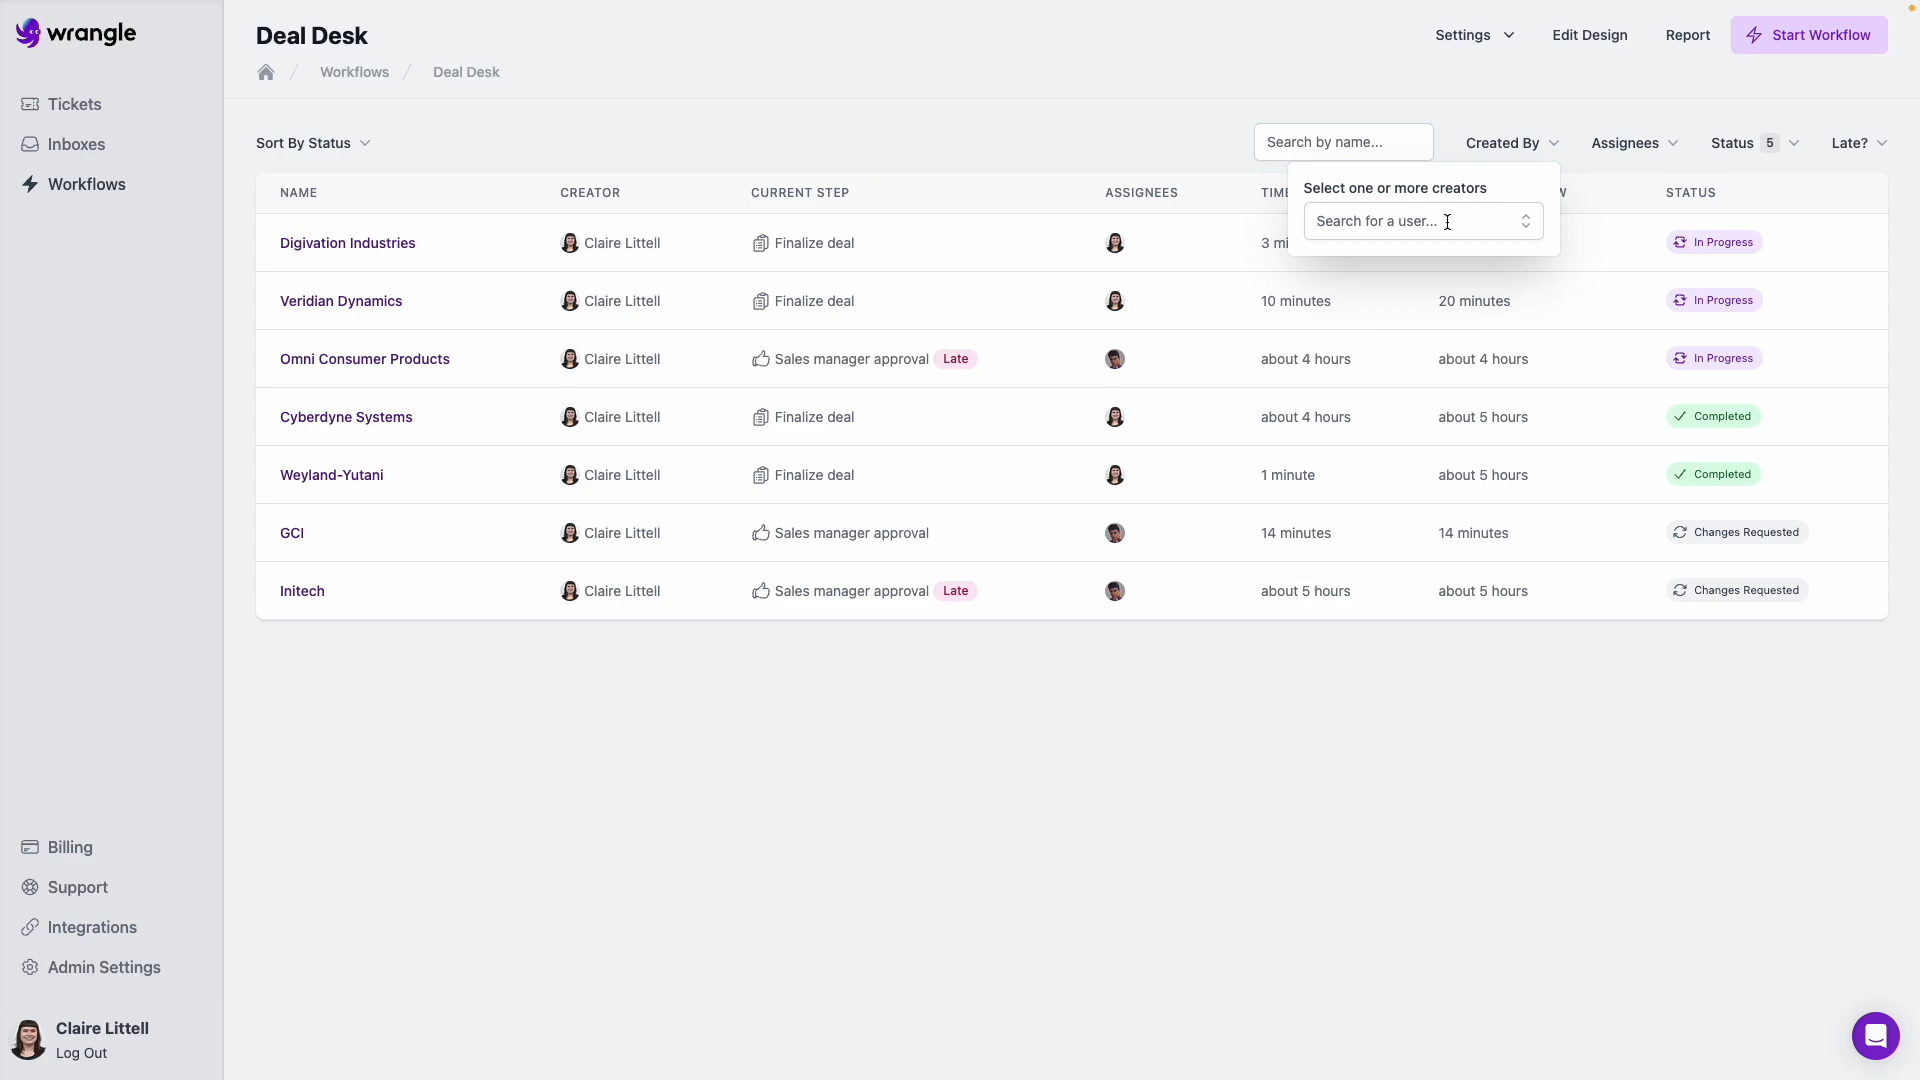 wrangle
Tickets
Inboxes
Workflows
Billing
Support
Integrations
Admin Settings
Claire Littell
Log Out
Deal Desk
Workflows / Deal Desk
Settings Edit Design Report Start Workflow
Sort By Status Search by name... Created By Assignees Status 5 Late?
Select one or more creators
Search for a user...
NAME CREATOR CURRENT STEP ASSIGNEES TIME W STATUS
Digivation Industries Claire Littell Finalize deal 3 mi In Progress
Veridian Dynamics Claire Littell Finalize deal 10 minutes 20 minutes In Progress
Omni Consumer Products Claire Littell Sales manager approval Late about 4 hours about 4 hours In Progress
Cyberdyne Systems Claire Littell Finalize deal about 4 hours about 5 hours Completed
Weyland-Yutani Claire Littell Finalize deal 1 minute about 5 hours Completed
GCI Claire Littell Sales manager approval 14 minutes 14 minutes Changes Requested
Initech Claire Littell Sales manager approval Late about 5 hours about 5 hours Changes Requested